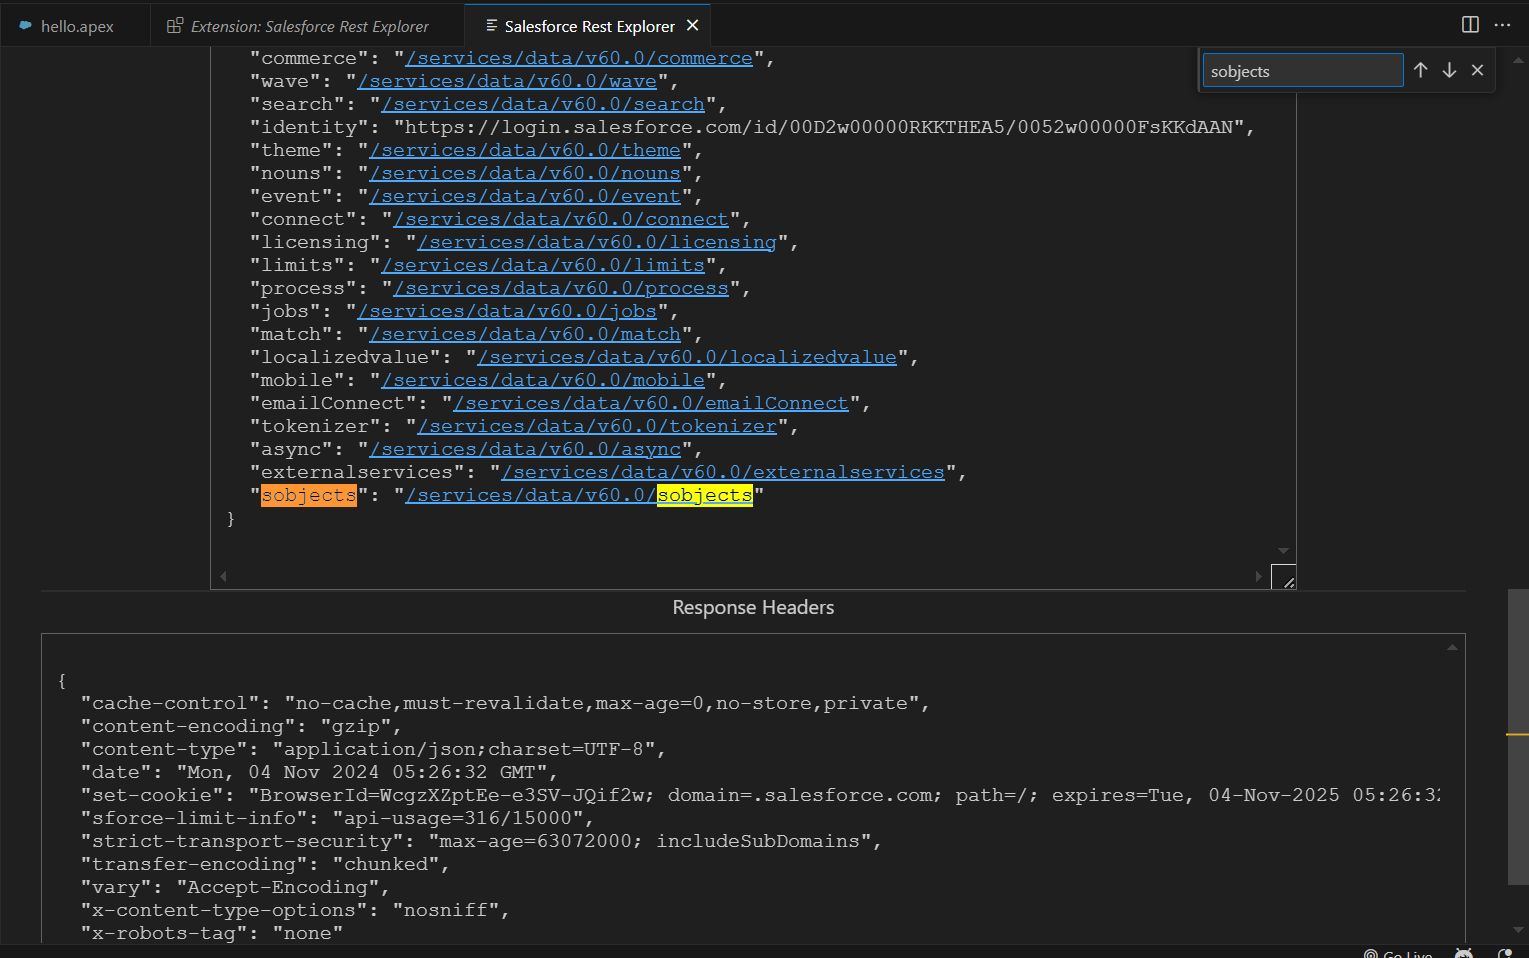 hello.apex
Extension: Salesforce Rest Explorer
Salesforce Rest Explorer
sobjects
"commerce": "/services/data/v60.0/commerce",
"wave": "/services/data/v60.0/wave",
"search": "/services/data/v60.0/search",
"identity": "https://login.salesforce.com/id/00D2w00000RKKTHEA5/0052w00000FsKKdAAN",
"theme": "/services/data/v60.0/theme",
"nouns": "/services/data/v60.0/nouns",
"event": "/services/data/v60.0/event",
"connect": "/services/data/v60.0/connect",
"licensing": "/services/data/v60.0/licensing",
"limits": "/services/data/v60.0/limits",
"process": "/services/data/v60.0/process",
"jobs": "/services/data/v60.0/jobs",
"match": "/services/data/v60.0/match",
"localizedvalue": "/services/data/v60.0/localizedvalue",
"mobile": "/services/data/v60.0/mobile",
"emailConnect": "/services/data/v60.0/emailConnect",
"tokenizer": "/services/data/v60.0/tokenizer",
"async": "/services/data/v60.0/async",
"externalservices": "/services/data/v60.0/externalservices",
"sobjects": "/services/data/v60.0/sobjects"
}
Response Headers
{
"cache-control": "no-cache,must-revalidate,max-age=0,no-store,private",
"content-encoding": "gzip",
"content-type": "application/json;charset=UTF-8",
"date": "Mon, 04 Nov 2024 05:26:32 GMT",
"set-cookie": "BrowserId=WcgzXZptEe-e3SV-JQif2w; domain=.salesforce.com; path=/; expires=Tue, 04-Nov-2025 05:26:32
"sforce-limit-info": "api-usage=316/15000",
"strict-transport-security": "max-age=63072000; includeSubDomains",
"transfer-encoding": "chunked",
"vary": "Accept-Encoding",
"x-content-type-options": "nosniff",
"x-robots-tag": "none"
Go Live